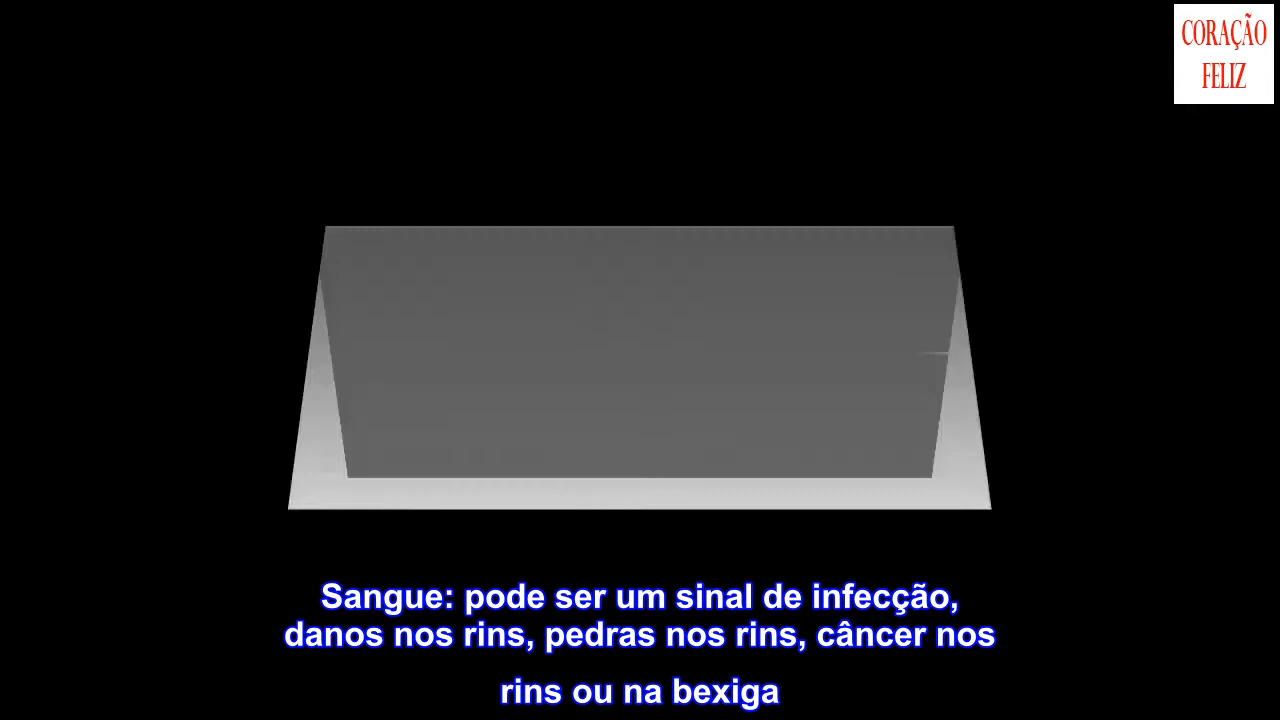 CORAÇÃO
FELIZ
Sangue: pode ser um sinal de infecção,
danos nos rins, pedras nos rins, câncer nos
rins ou na bexiga